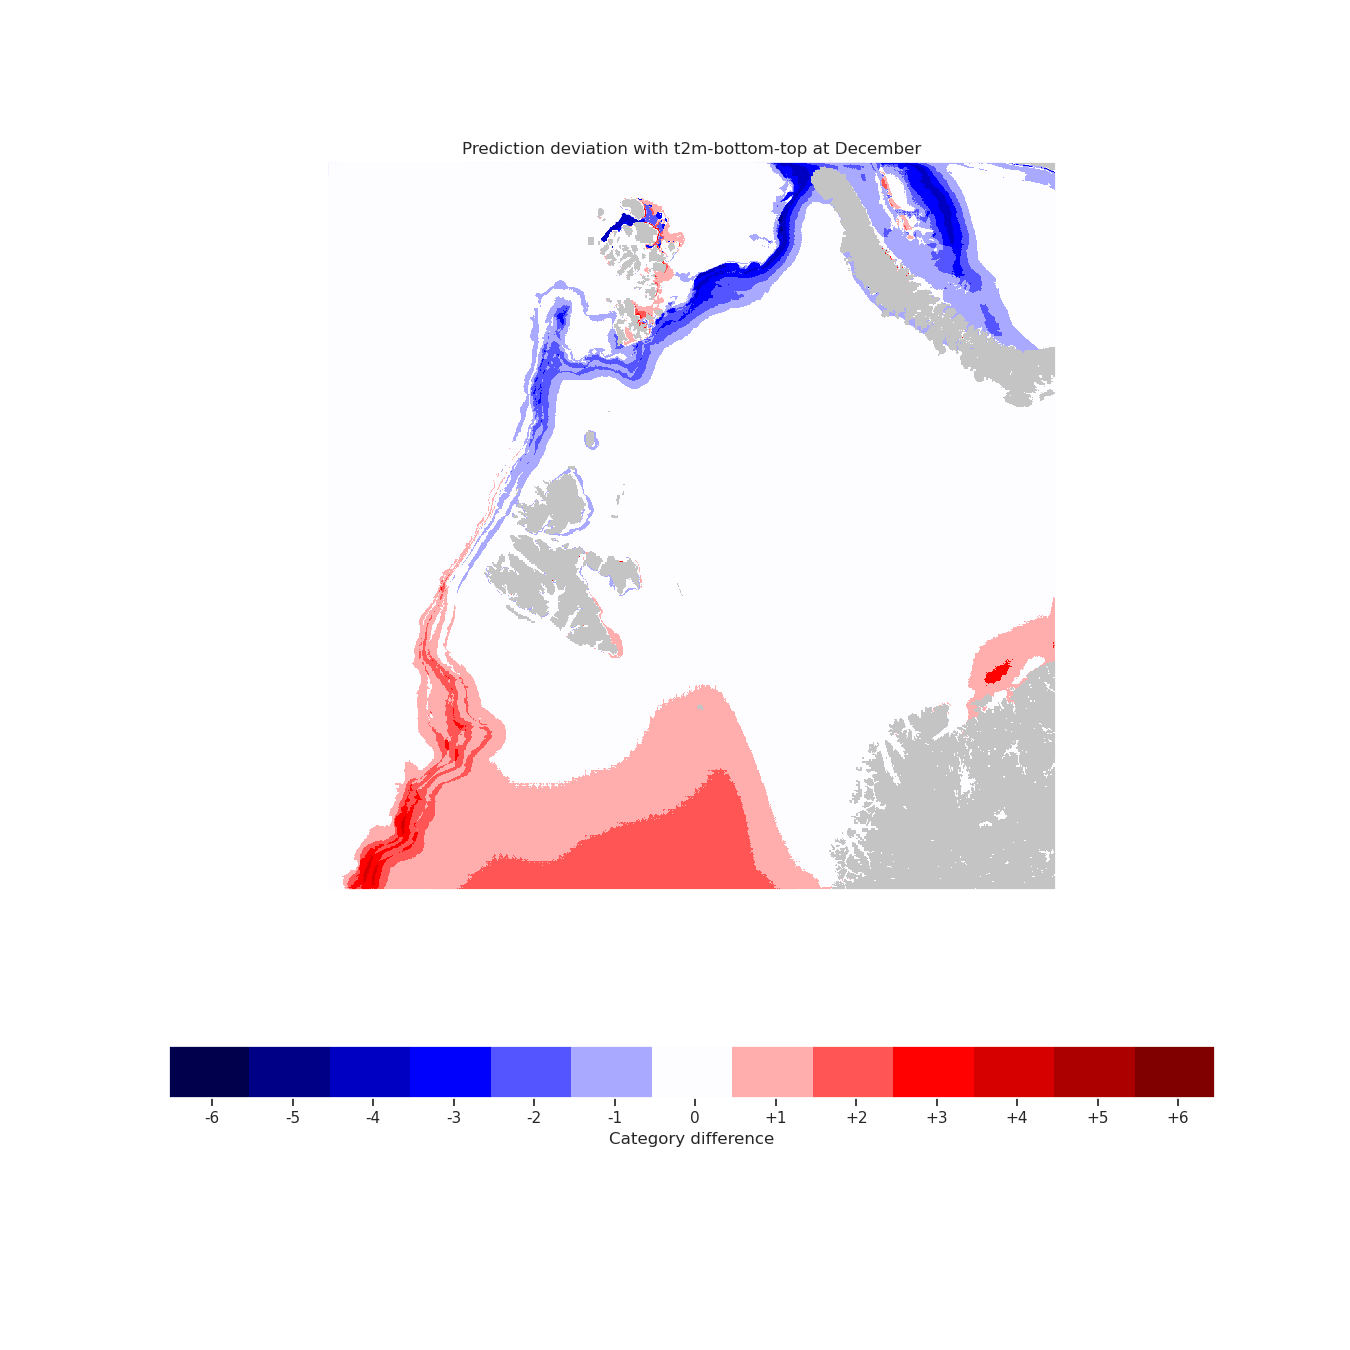 Prediction deviation with t2m-bottom-top at December
-6 -5 -4 -3 -2 -1 0 +1 +2 +3 +4 +5 +6
Category difference